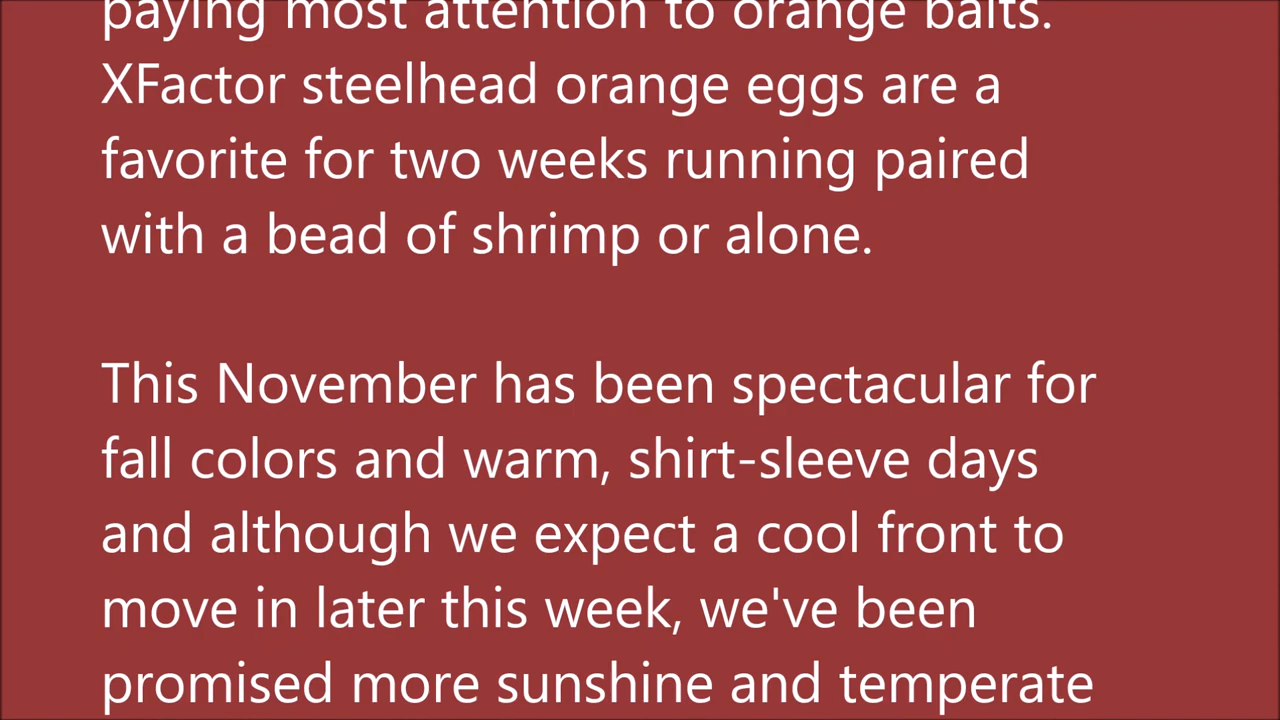 paying most attention to orange baits.
XFactor steelhead orange eggs are a
favorite for two weeks running paired
with a bead of shrimp or alone.
This November has been spectacular for
fall colors and warm, shirt-sleeve days
and although we expect a cool front to
move in later this week, we've been
promised more sunshine and temperate